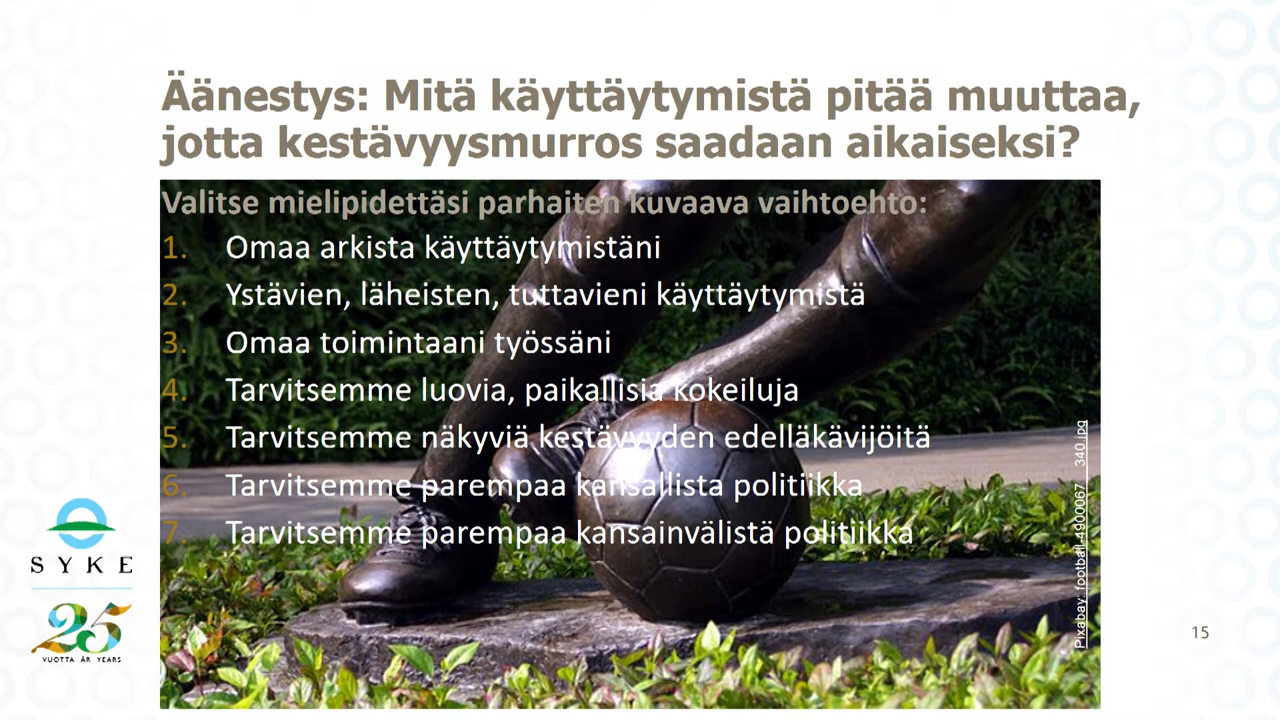 Äänestys: Mitä käyttäytymistä pitää muuttaa,
jotta kestävyysmurros saadaan aikaiseksi?
Valitse mielipidettäsi parhaiten kuvaava vaihtoehto:
1. Omaa arkista käyttäytymistäni
2. Ystävien, läheisten, tuttavieni käyttäytymistä
3. Omaa toimintaani työssäni
4. Tarvitsemme luovia, paikallisia kokeiluja
5. Tarvitsemme näkyviä kestävyyden edelläkävijöitä
6. Tarvitsemme parempaa kansallista politiikka
7. Tarvitsemme parempaa kansainvälistä politiikka
Pixabay: football-4900067__340.jpg
SYKE
25
VUOTTA ÅR YEARS
15